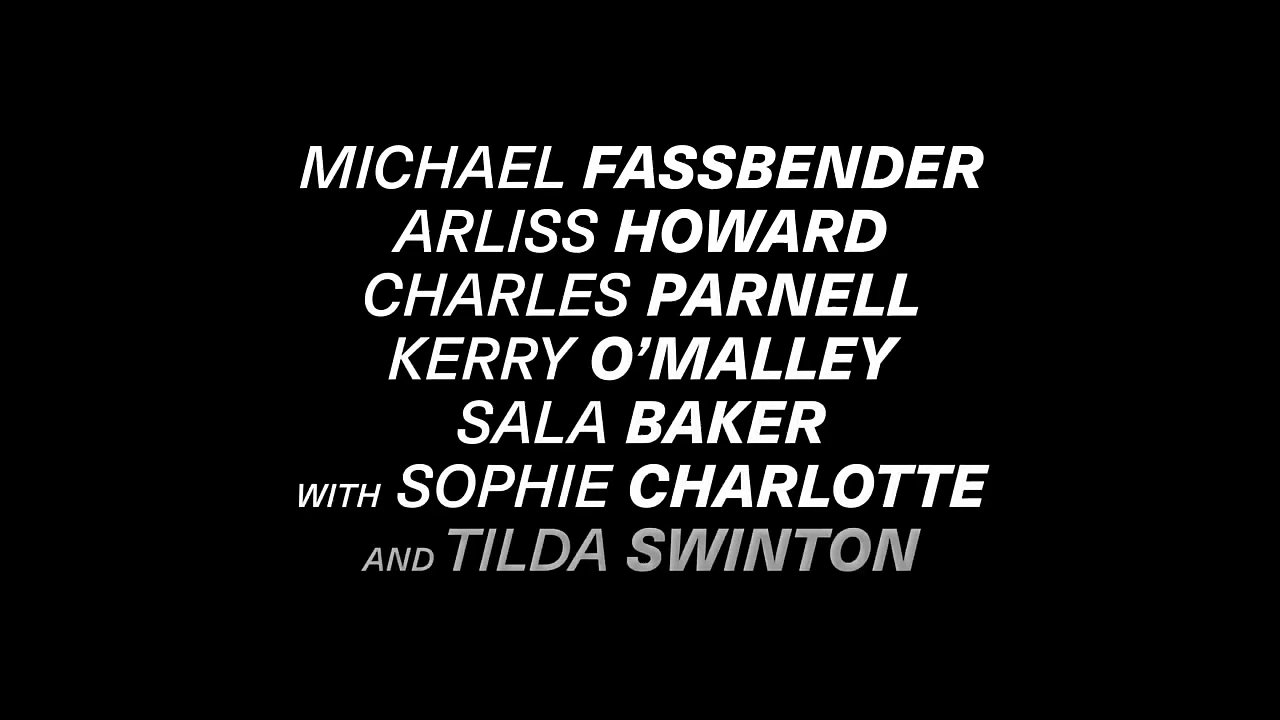 MICHAEL FASSBENDER
ARLISS HOWARD
CHARLES PARNELL
KERRY O’MALLEY
SALA BAKER
WITH SOPHIE CHARLOTTE
AND TILDA SWINTON